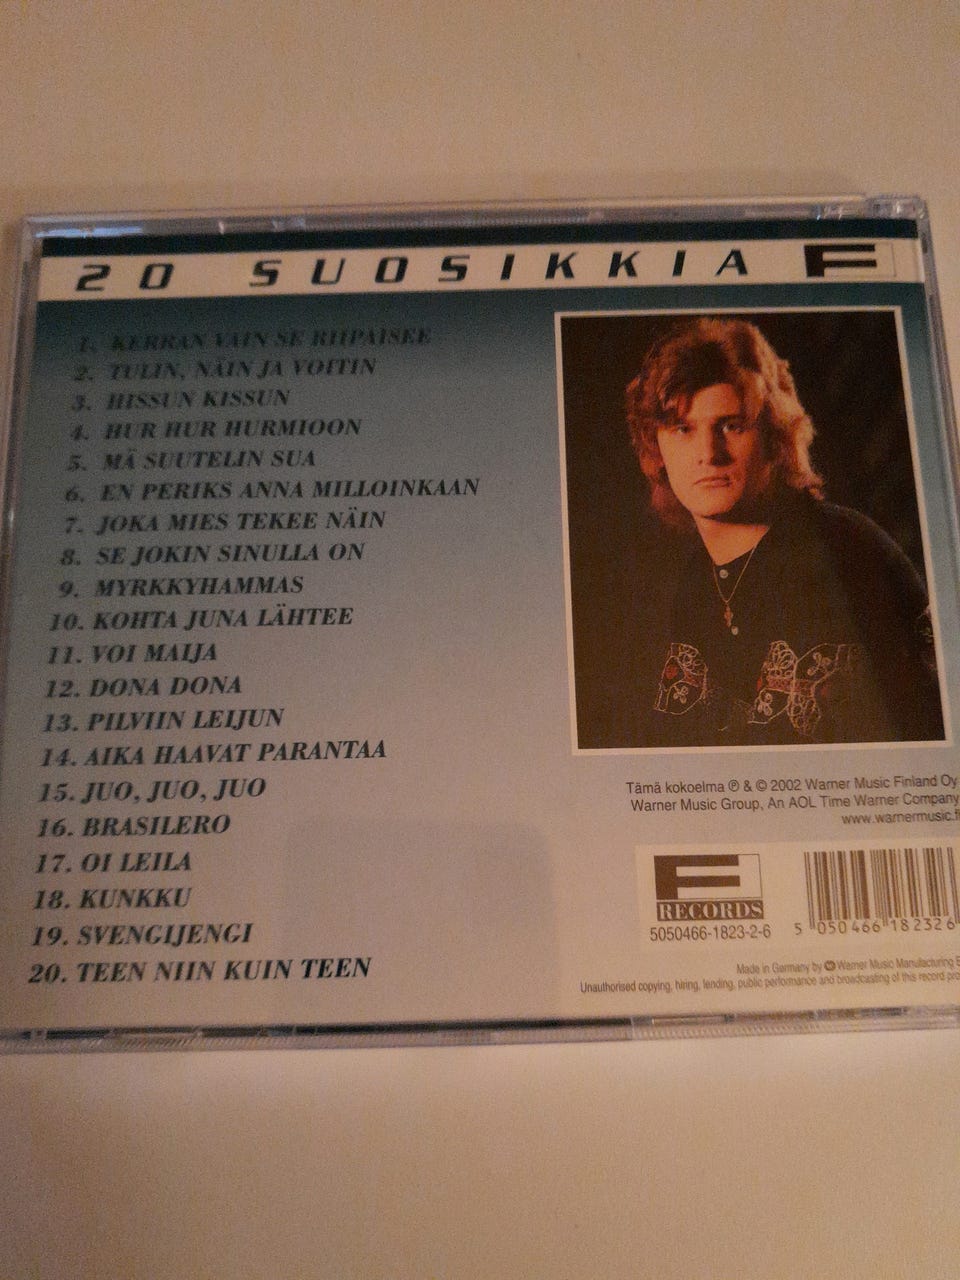 20 SUOSIKKIA F
1. KERRAN VAIN SE RIIPAISEE
2. TULIN, NÄIN JA VOITIN
3. HISSUN KISSUN
4. HUR HUR HURMIOON
5. MÄ SUUTELIN SUA
6. EN PERIKS ANNA MILLOINKAAN
7. JOKA MIES TEKEE NÄIN
8. SE JOKIN SINULLA ON
9. MYRKKYHAMMAS
10. KOHTA JUNA LÄHTEE
11. VOI MAIJA
12. DONA DONA
13. PILVIIN LEIJUN
14. AIKA HAAVAT PARANTAA
15. JUO, JUO, JUO
16. BRASILERO
17. OI LEILA
18. KUNKKU
19. SVENGIJENGI
20. TEEN NIIN KUIN TEEN
Tämä kokoelma ℗ & © 2002 Warner Music Finland Oy
Warner Music Group, An AOL Time Warner Company
www.warnermusic.fi
F
RECORDS
5050466-1823-2-6
5 050466 182326
Made in Germany by Warner Music Manufacturing
Unauthorised copying, hiring, lending, public performance and broadcasting of this record